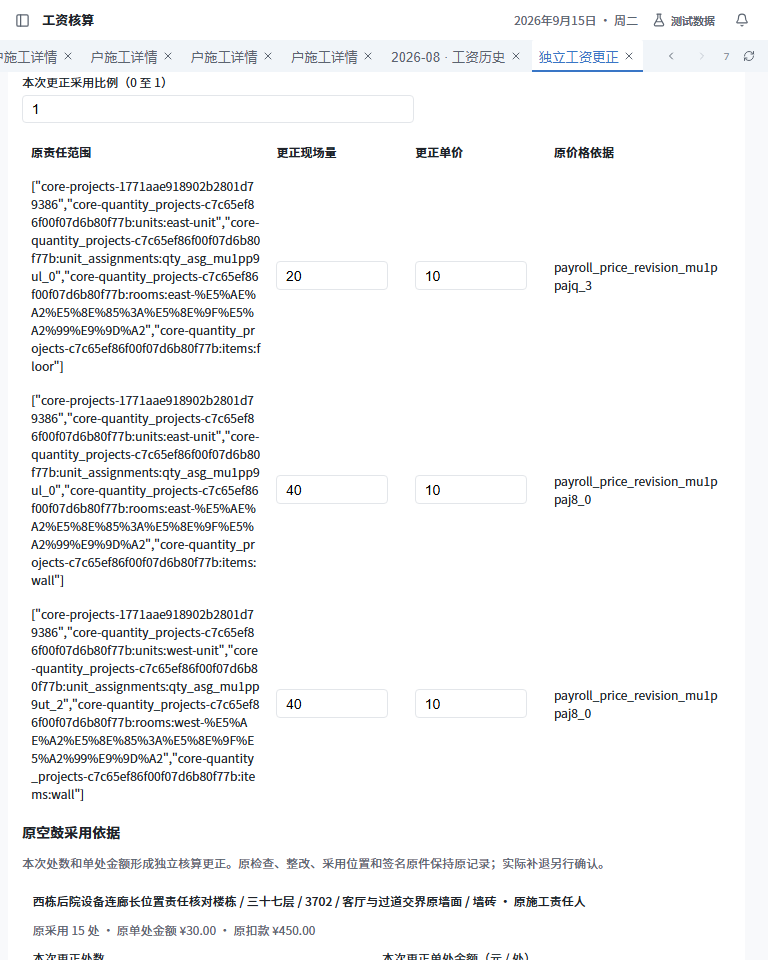 工资核算
2026年9月15日 · 周二
测试数据
户施工详情 ×
户施工详情 ×
户施工详情 ×
户施工详情 ×
2026-08 · 工资历史 ×
独立工资更正 ×
7
本次更正采用比例（0 至 1）
1
原责任范围 更正现场量 更正单价 原价格依据
["core-projects-1771aae918902b2801d7
9386","core-quantity_projects-c7c65ef8
6f00f07d6b80f77b:units:east-unit","core-
quantity_projects-c7c65ef86f00f07d6b80
f77b:unit_assignments:qty_asg_mu1pp9
ul_0","core-quantity_projects-c7c65ef86
f00f07d6b80f77b:rooms:east-%E5%AE%
A2%E5%8E%85%3A%E5%8E%9F%E5%
A2%99%E9%9D%A2","core-quantity_pr
ojects-c7c65ef86f00f07d6b80f77b:items:f
loor"]
20
10
payroll_price_revision_mu1p
pajq_3
["core-projects-1771aae918902b2801d7
9386","core-quantity_projects-c7c65ef8
6f00f07d6b80f77b:units:east-unit","core-
quantity_projects-c7c65ef86f00f07d6b80
f77b:unit_assignments:qty_asg_mu1pp9
ul_0","core-quantity_projects-c7c65ef86
f00f07d6b80f77b:rooms:east-%E5%AE%
A2%E5%8E%85%3A%E5%8E%9F%E5%
A2%99%E9%9D%A2","core-quantity_pr
ojects-c7c65ef86f00f07d6b80f77b:items:
wall"]
40
10
payroll_price_revision_mu1p
paj8_0
["core-projects-1771aae918902b2801d7
9386","core-quantity_projects-c7c65ef8
6f00f07d6b80f77b:units:west-unit","core
-quantity_projects-c7c65ef86f00f07d6b8
0f77b:unit_assignments:qty_asg_mu1pp
9ut_2","core-quantity_projects-c7c65ef8
6f00f07d6b80f77b:rooms:west-%E5%A
E%A2%E5%8E%85%3A%E5%8E%9F%E
5%A2%99%E9%9D%A2","core-quantity
_projects-c7c65ef86f00f07d6b80f77b:ite
ms:wall"]
40
10
payroll_price_revision_mu1p
paj8_0
原空鼓采用依据
本次处数和单处金额形成独立核算更正。原检查、整改、采用位置和签名原件保持原记录；实际补退另行确认。
西栋后院设备连廊长位置责任核对楼栋 / 三十七层 / 3702 / 客厅与过道交界原墙面 / 墙砖 · 原施工责任人
原采用 15 处 · 原单处金额 ¥30.00 · 原扣款 ¥450.00
本次更正处数 本次更正单处金额（元 / 处）